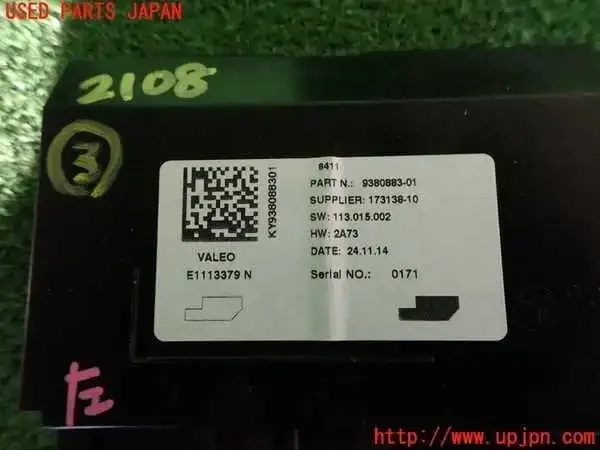 USED PARTS JAPAN
2108
3
8411
PART N.: 9380883-01
SUPPLIER: 173138-10
SW: 113.015.002
HW: 2A73
DATE: 24.11.14
Serial NO.: 0171
KY938088301
VALEO
E1113379 N
左
http://www.upjpn.com/